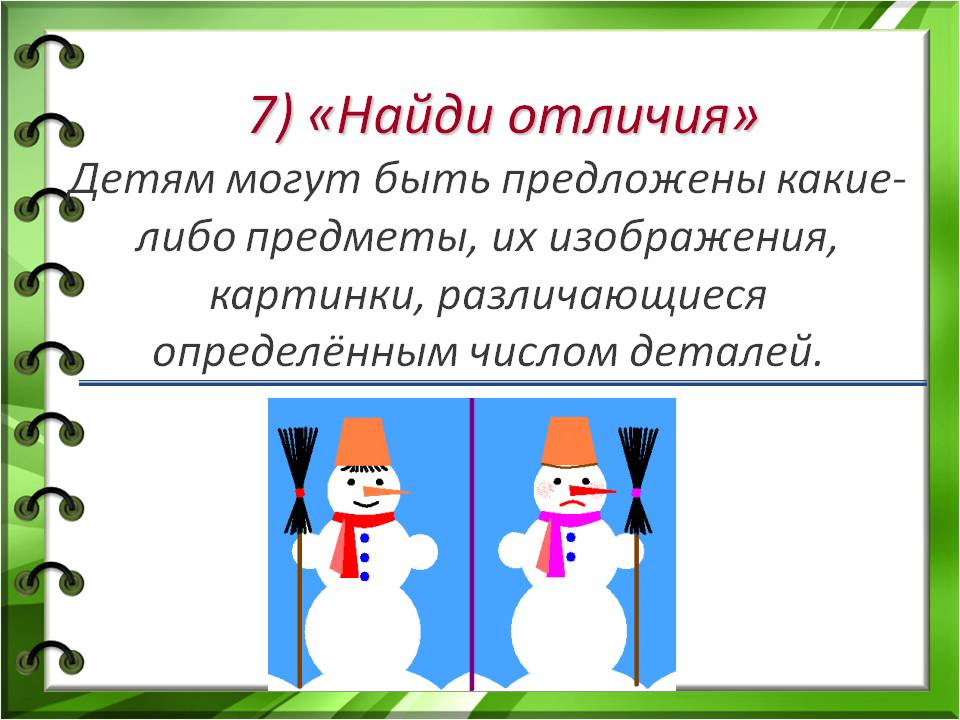 7) «Найди отличия»
Детям могут быть предложены какие-
либо предметы, их изображения,
картинки, различающиеся
определённым числом деталей.